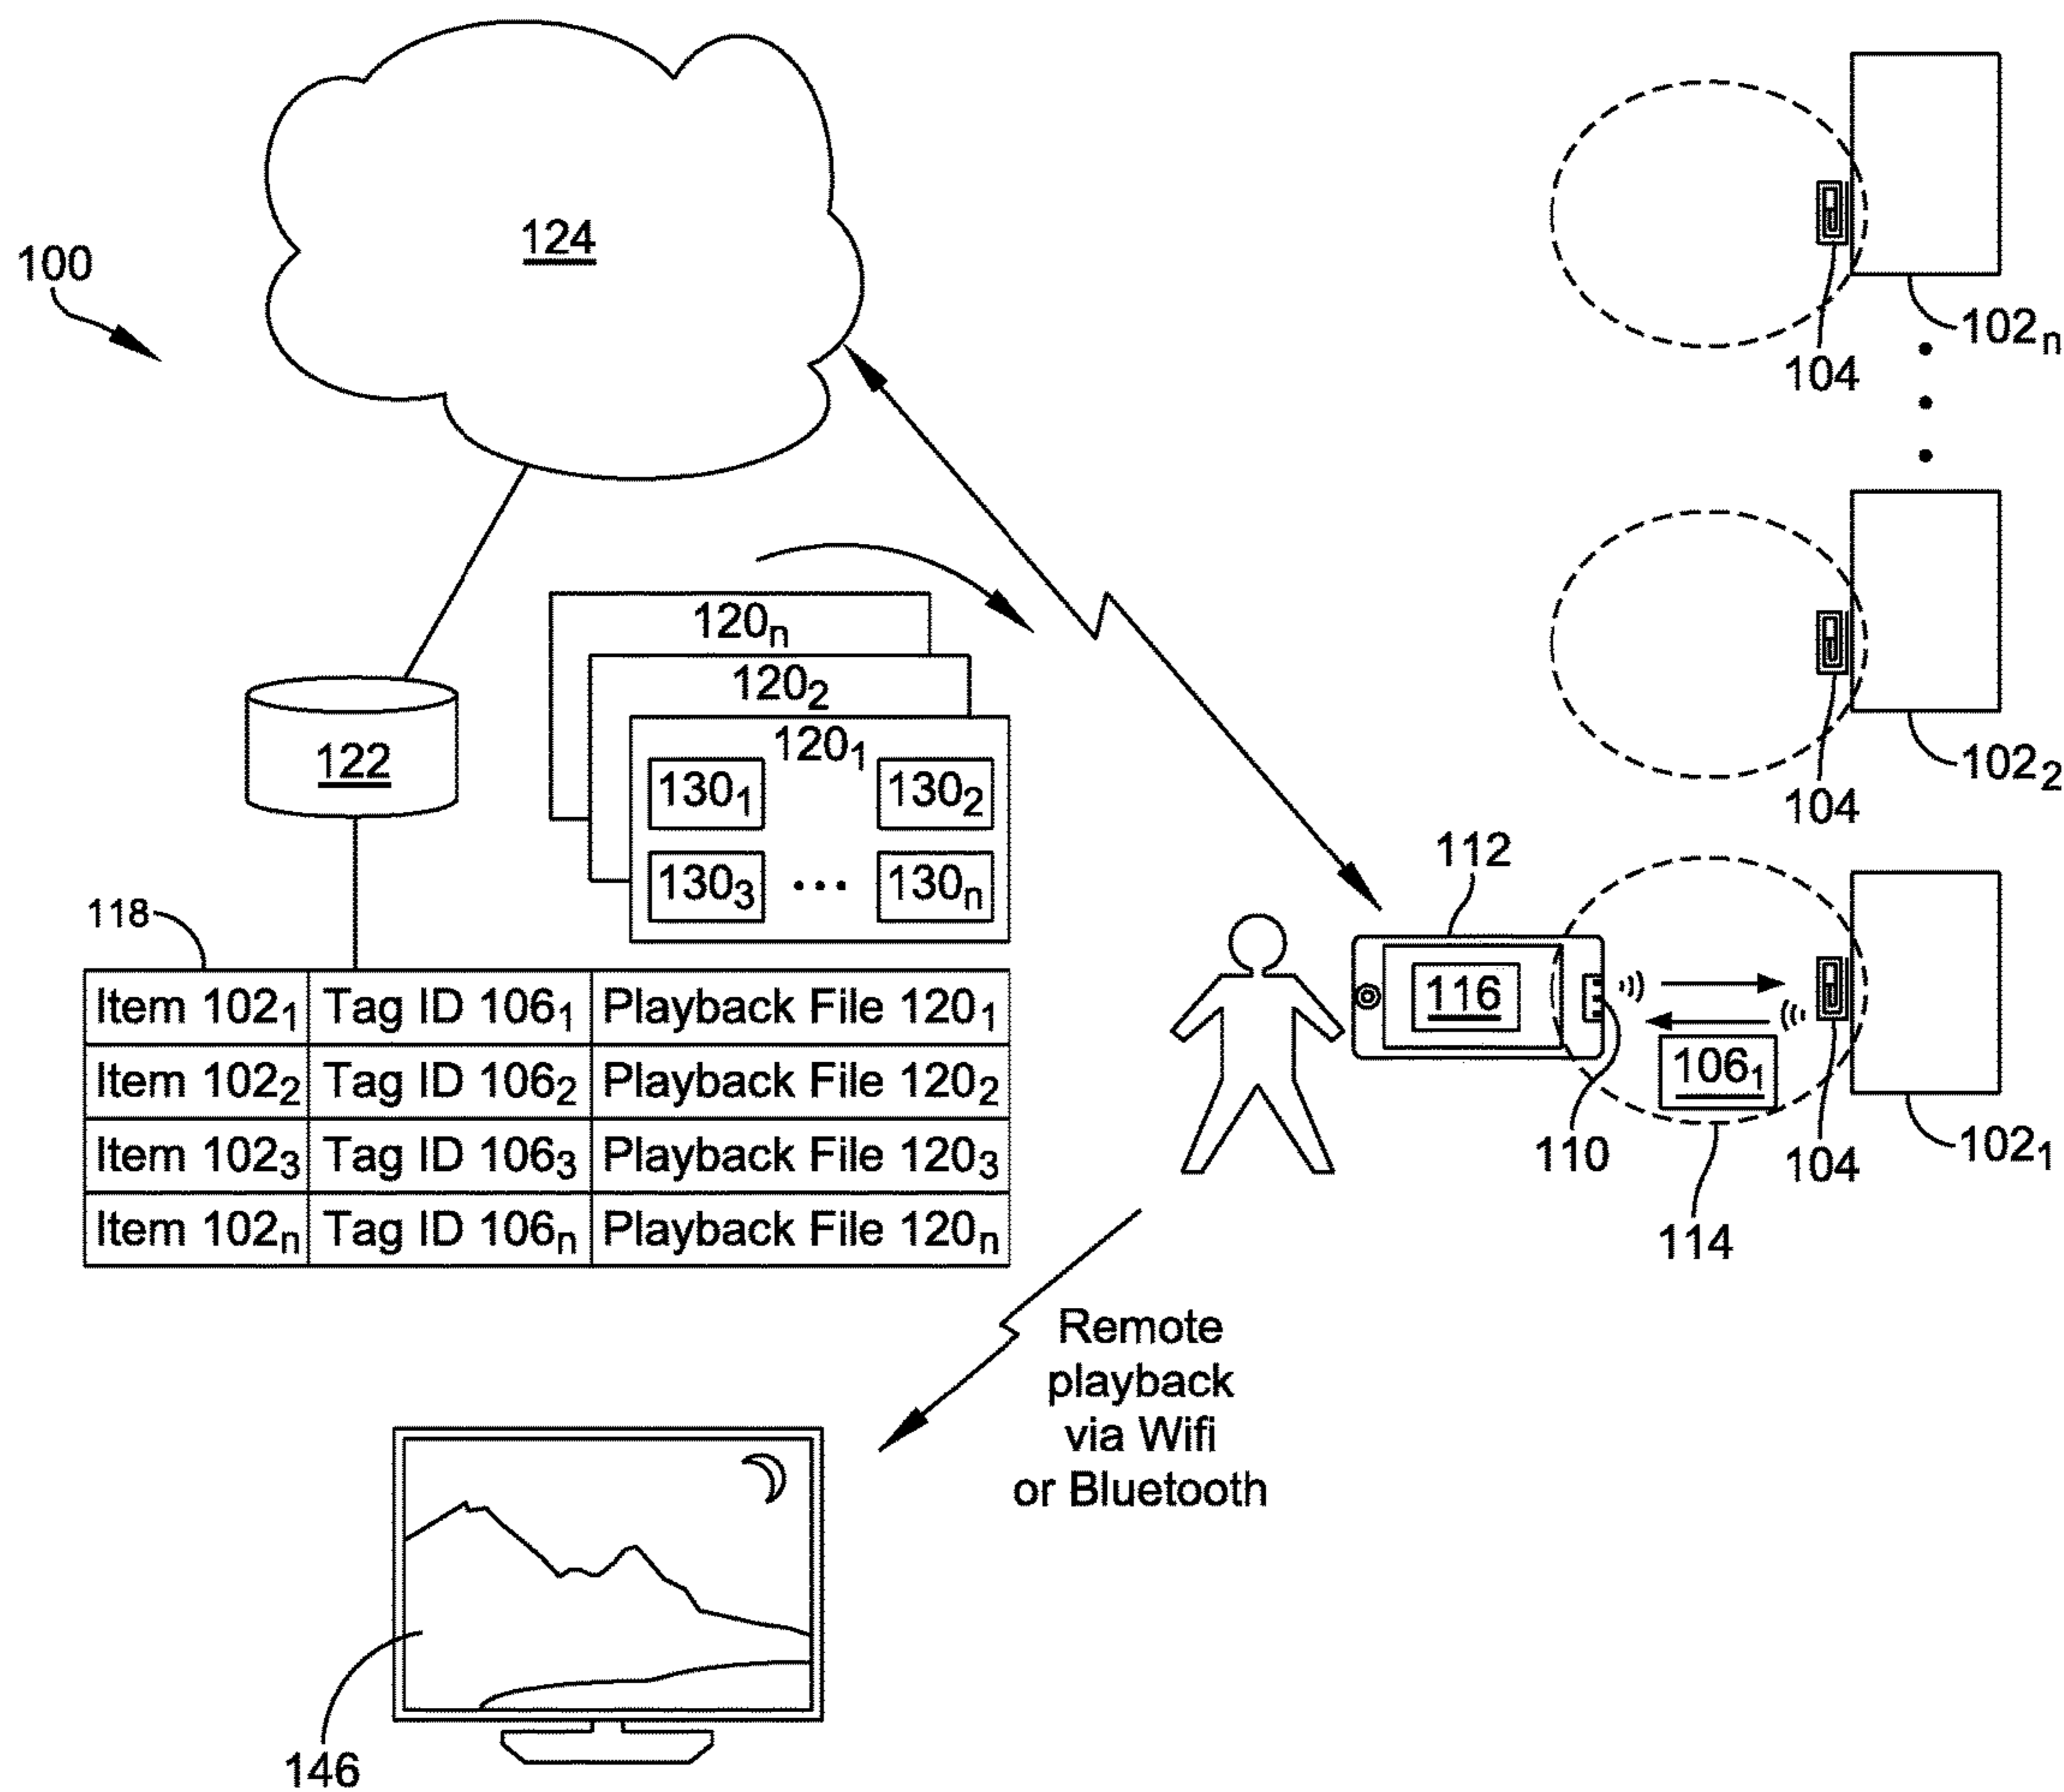 100
124
104
102n
120n
1202
1201
1301
1302
1303
...
130n
122
104
1022
118
Item 1021 Tag ID 1061 Playback File 1201
Item 1022 Tag ID 1062 Playback File 1202
Item 1023 Tag ID 1063 Playback File 1203
Item 102n Tag ID 106n Playback File 120n
112
116
1061
110
114
104
1021
Remote
playback
via Wifi
or Bluetooth
146